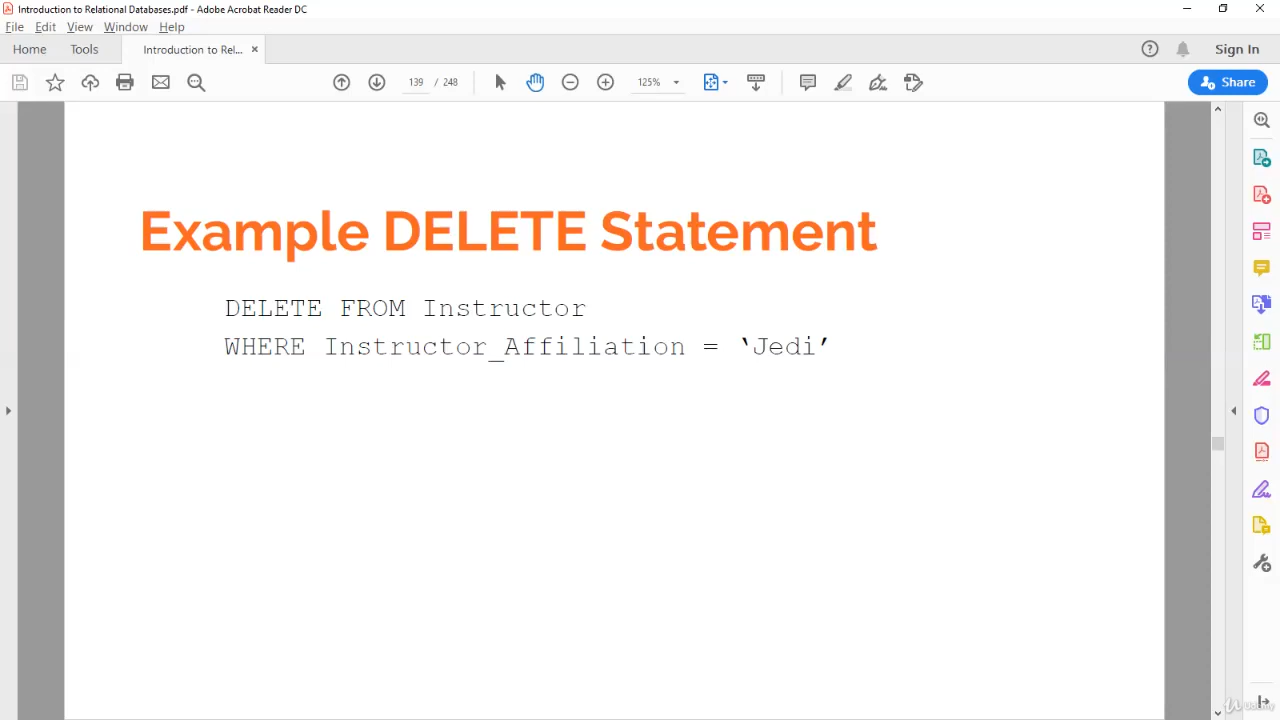 Introduction to Relational Databases.pdf - Adobe Acrobat Reader DC
File Edit View Window Help
Home Tools Introduction to Rel... × Sign In
139 / 248 125% Share
Example DELETE Statement
DELETE FROM Instructor
WHERE Instructor_Affiliation = ‘Jedi’
Udemy